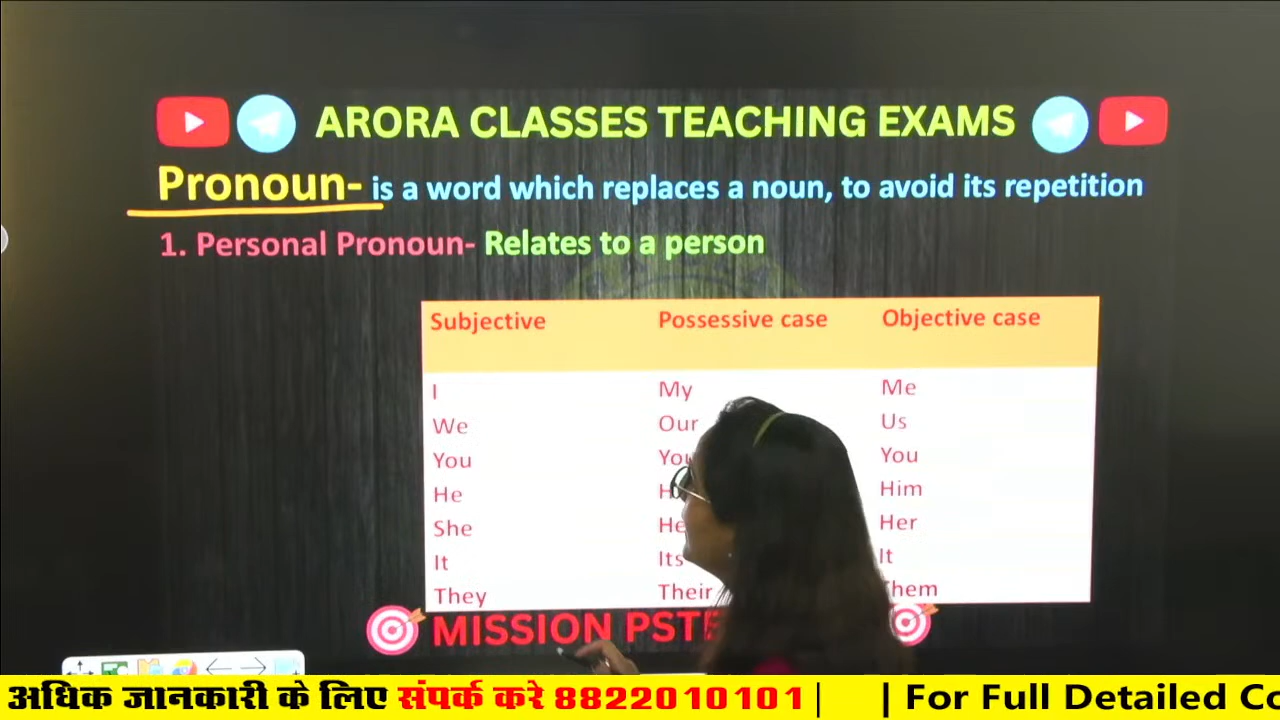 ARORA CLASSES TEACHING EXAMS
Pronoun- is a word which replaces a noun, to avoid its repetition
1. Personal Pronoun- Relates to a person
Subjective Possessive case Objective case
I My Me
We Our Us
You You
He Him
She Her
It Its It
They Their Them
MISSION
अधिक जानकारी के लिए संपर्क करे 8822010101 | | For Full Detailed